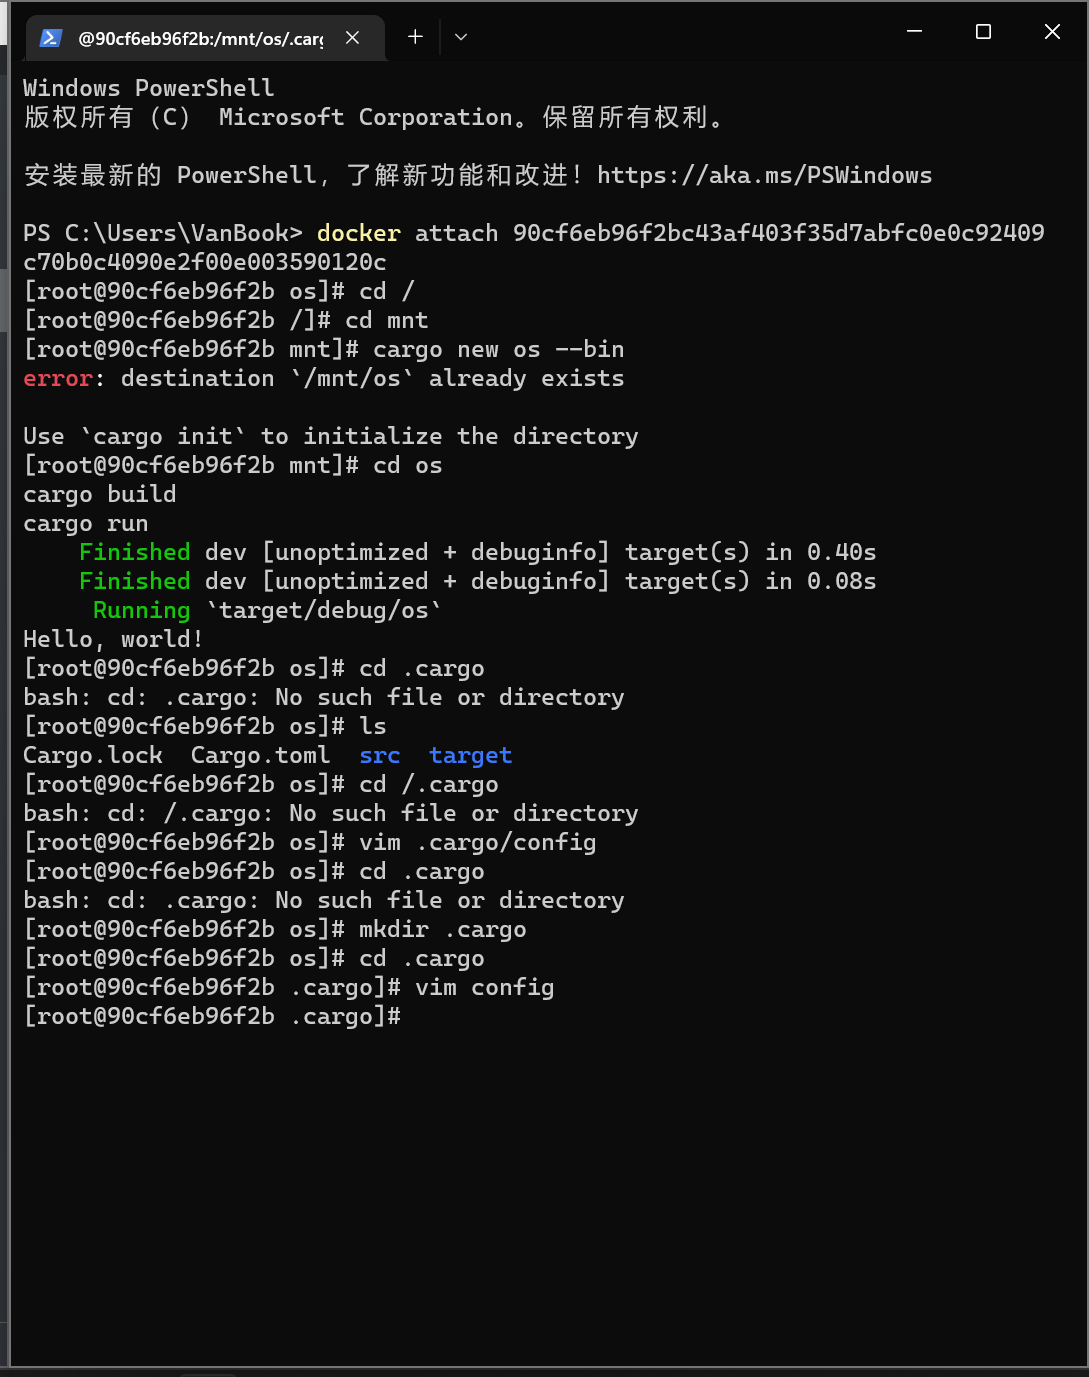 @90cf6eb96f2b:/mnt/os/.carg
Windows PowerShell
版权所有（C） Microsoft Corporation。保留所有权利。
安装最新的 PowerShell，了解新功能和改进！https://aka.ms/PSWindows
PS C:\Users\VanBook> docker attach 90cf6eb96f2bc43af403f35d7abfc0e0c92409
c70b0c4090e2f00e003590120c
[root@90cf6eb96f2b os]# cd /
[root@90cf6eb96f2b /]# cd mnt
[root@90cf6eb96f2b mnt]# cargo new os --bin
error: destination `/mnt/os` already exists
Use `cargo init` to initialize the directory
[root@90cf6eb96f2b mnt]# cd os
cargo build
cargo run
    Finished dev [unoptimized + debuginfo] target(s) in 0.40s
    Finished dev [unoptimized + debuginfo] target(s) in 0.08s
     Running `target/debug/os`
Hello, world!
[root@90cf6eb96f2b os]# cd .cargo
bash: cd: .cargo: No such file or directory
[root@90cf6eb96f2b os]# ls
Cargo.lock  Cargo.toml  src  target
[root@90cf6eb96f2b os]# cd /.cargo
bash: cd: /.cargo: No such file or directory
[root@90cf6eb96f2b os]# vim .cargo/config
[root@90cf6eb96f2b os]# cd .cargo
bash: cd: .cargo: No such file or directory
[root@90cf6eb96f2b os]# mkdir .cargo
[root@90cf6eb96f2b os]# cd .cargo
[root@90cf6eb96f2b .cargo]# vim config
[root@90cf6eb96f2b .cargo]#